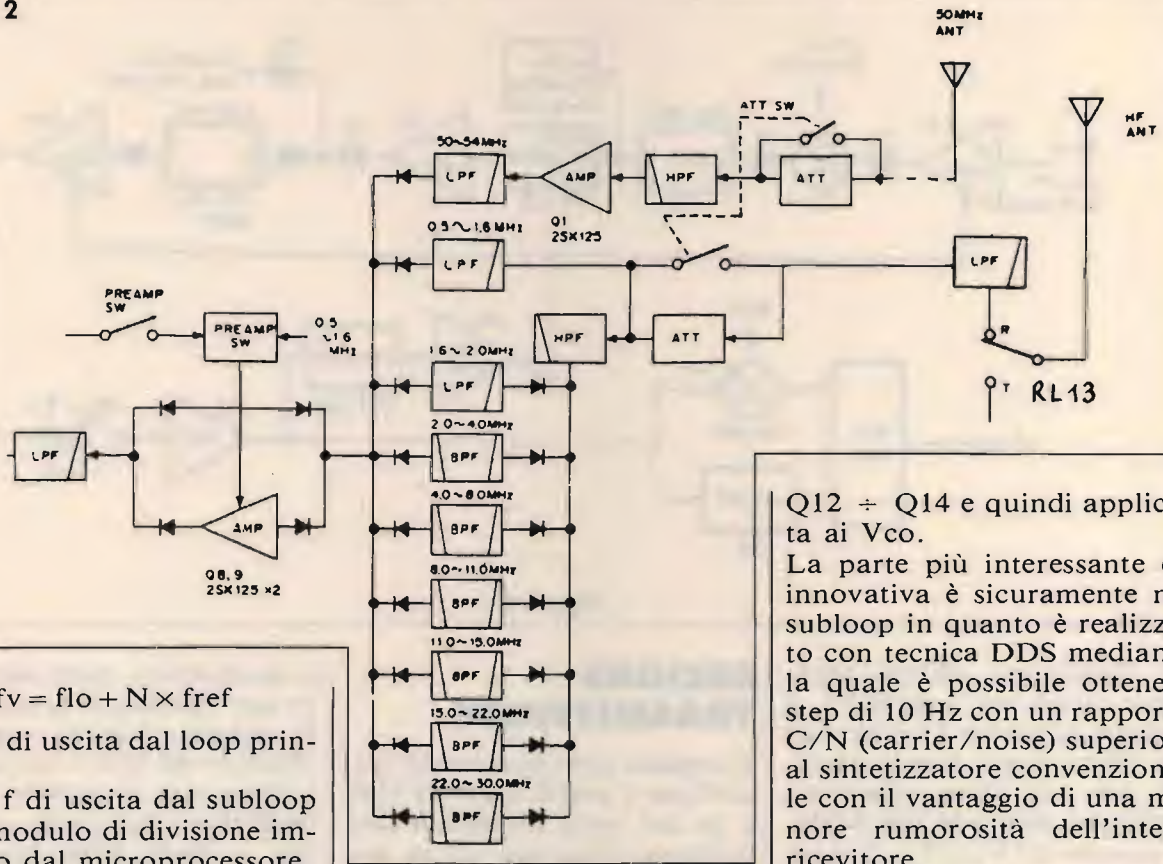 2
50MHz
ANT
HF
ANT
ATT SW
50~54MHz
LPF
AMP
HPF
ATT
Q1
2SK125
0.5~1.6MHz
LPF
LPF
R
T RL13
HPF
ATT
PREAMP
SW
PREAMP
SW
0.5
~1.6
MHz
1.6~2.0MHz
LPF
2.0~4.0MHz
BPF
LPF
AMP
Q8, 9
2SK125 ×2
4.0~8.0MHz
BPF
8.0~11.0MHz
BPF
11.0~15.0MHz
BPF
15.0~22.0MHz
BPF
22.0~30.0MHz
BPF
fv = flo + N × fref
di uscita dal loop prin-
f di uscita dal subloop
modulo di divisione im-
dal microprocessore
Q12 ÷ Q14 e quindi applic
ta ai Vco.
La parte più interessante
innovativa è sicuramente
subloop in quanto è realizz
to con tecnica DDS median
la quale è possibile ottene
step di 10 Hz con un rappor
C/N (carrier/noise) superio
al sintetizzatore convenzion
le con il vantaggio di una m
nore rumorosità dell'inte
ricevitore